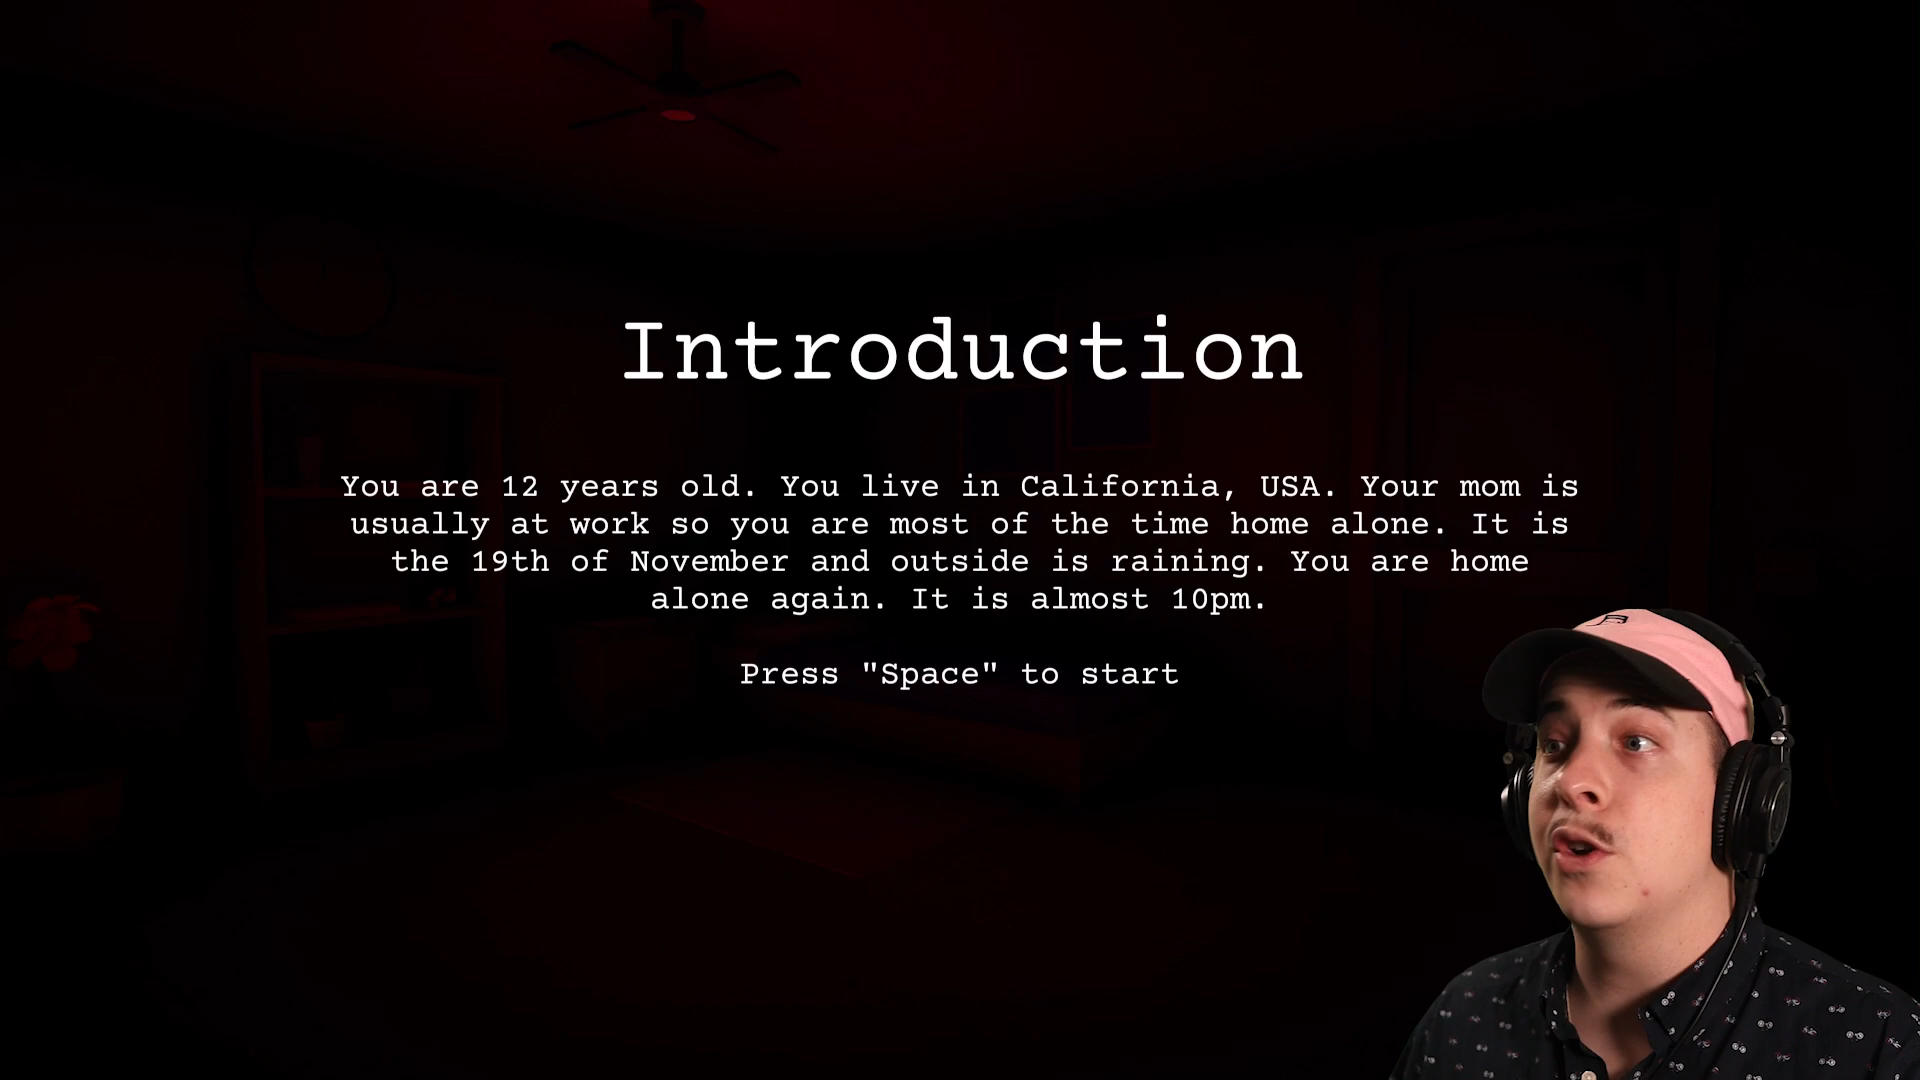 Introduction
You are 12 years old. You live in California, USA. Your mom is
usually at work so you are most of the time home alone. It is
the 19th of November and outside is raining. You are home
alone again. It is almost 10pm.
Press "Space" to start